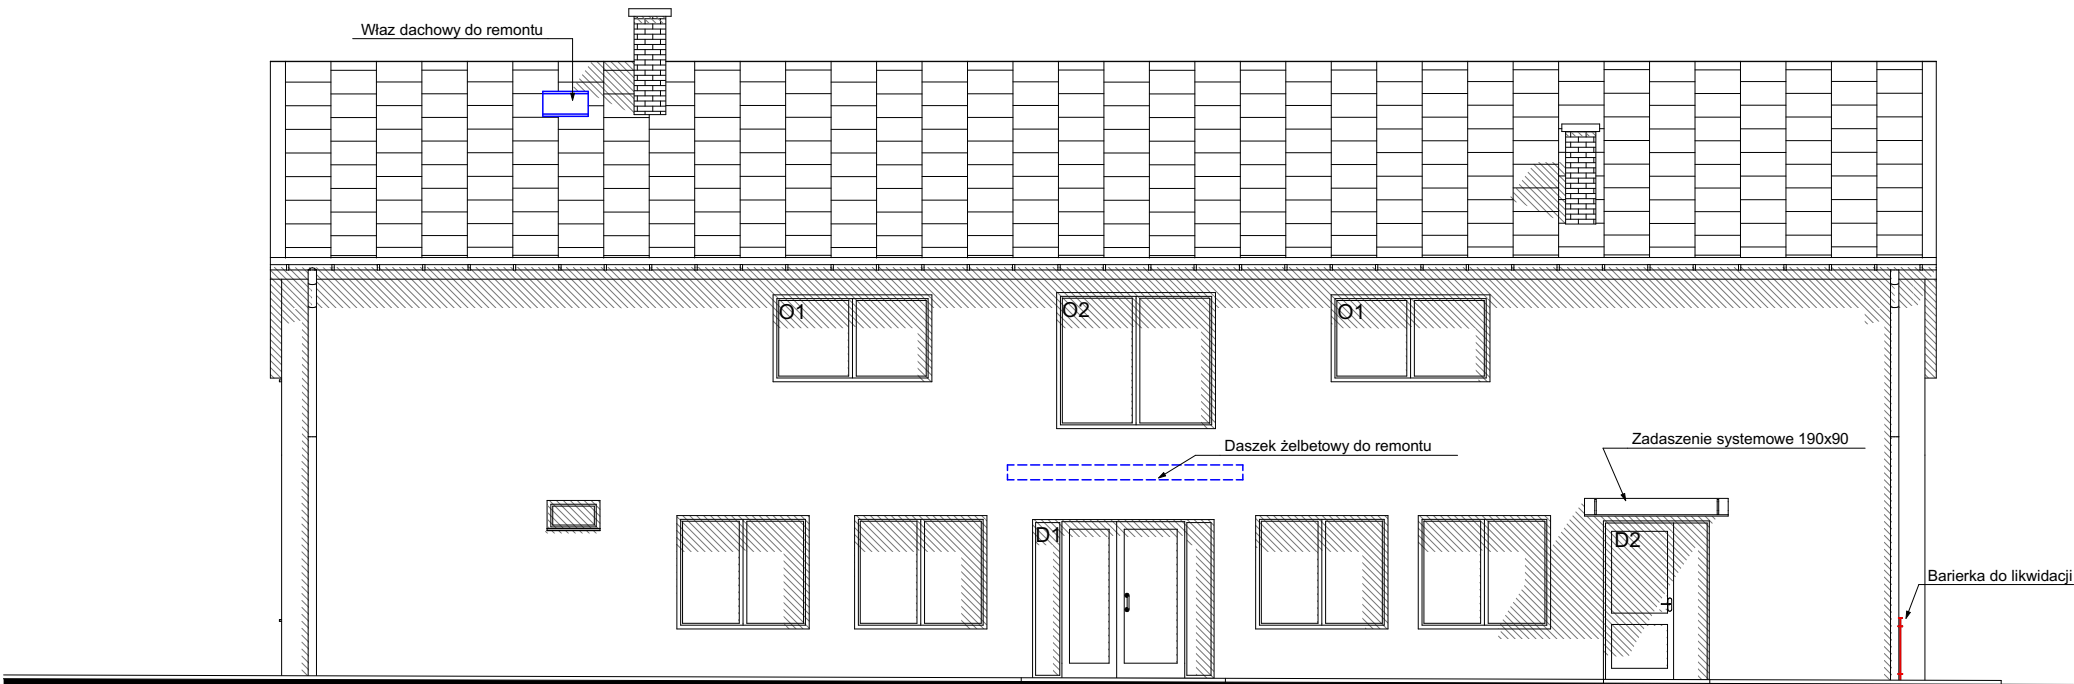 Właz dachowy do remontu
O1
O2
O1
Daszek żelbetowy do remontu
Zadaszenie systemowe 190x90
D1
D2
Barierka do likwidacji